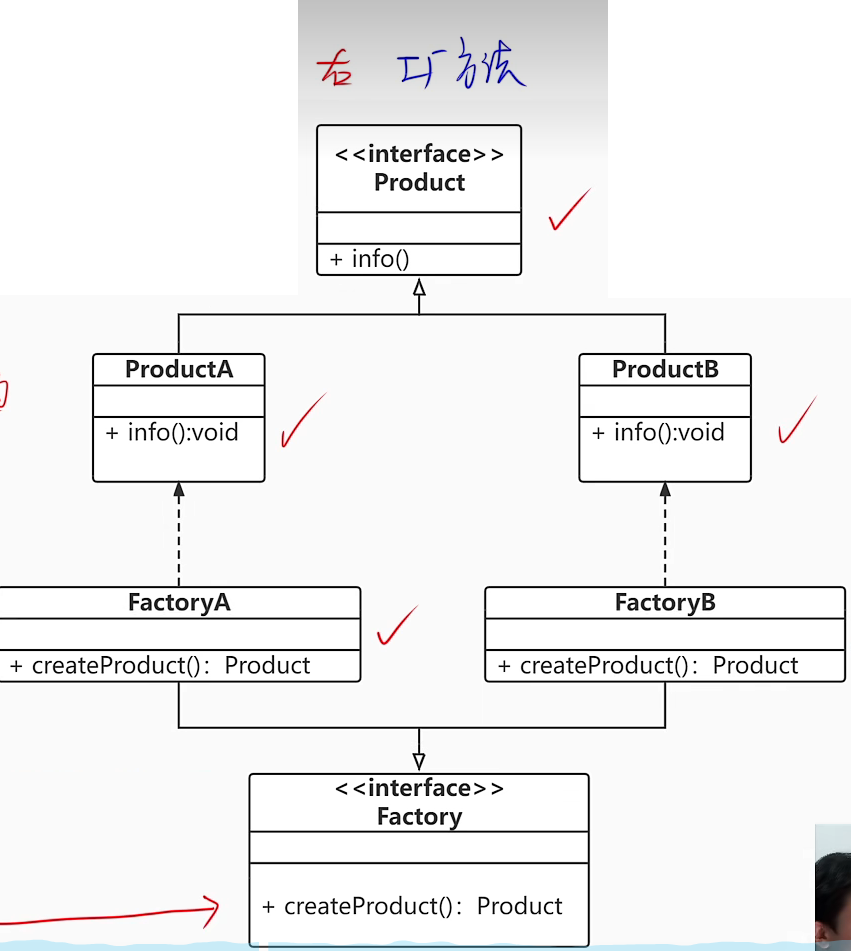 右 工厂方法
<<interface>>
Product
+ info()
ProductA
+ info():void
ProductB
+ info():void
FactoryA
+ createProduct(): Product
FactoryB
+ createProduct(): Product
<<interface>>
Factory
+ createProduct(): Product